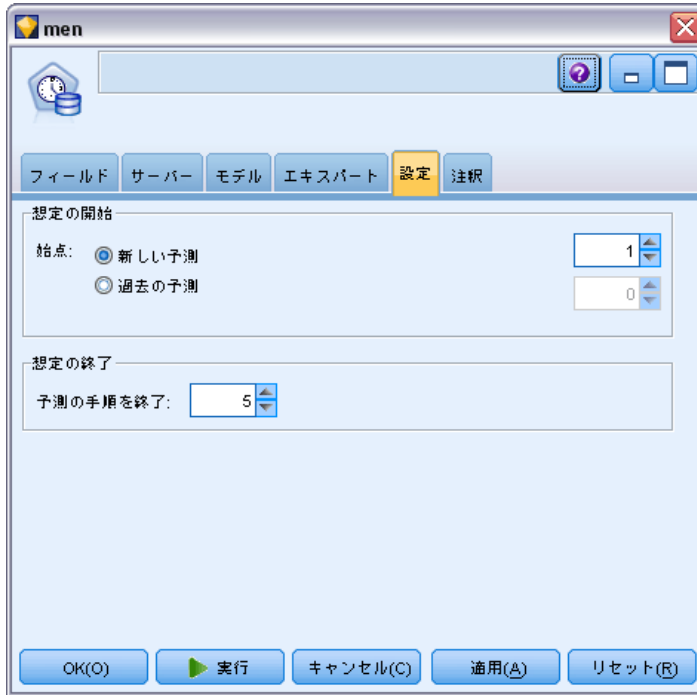 men
?
フィールド サーバー モデル エキスパート 設定 注釈
想定の開始
始点: 新しい予測 1
過去の予測 0
想定の終了
予測の手順を終了: 5
OK(O) 実行 キャンセル(C) 適用(A) リセット(R)